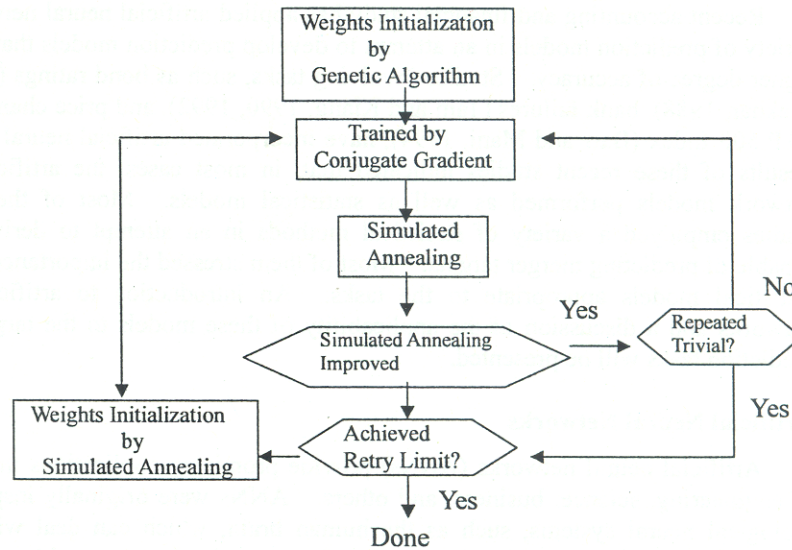 Weights Initialization
by
Genetic Algorithm
Trained by
Conjugate Gradient
Simulated
Annealing
Simulated Annealing
Improved
Yes
Repeated
Trivial?
No
Yes
Weights Initialization
by
Simulated Annealing
Achieved
Retry Limit?
Yes
Done